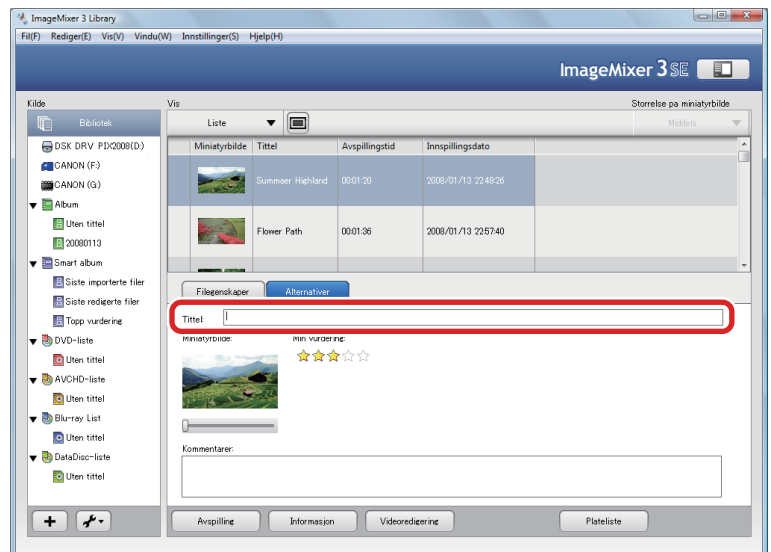 ImageMixer 3 Library
Fil(F) Rediger(E) Vis(V) Vindu(W) Innstillinger(S) Hjelp(H)
ImageMixer 3 SE
Kilde
Bibliotek
DSK DRV PIX2008(D:)
CANON (F:)
CANON (G:)
Album
Uten tittel
20080113
Smart album
Siste importerte filer
Siste redigerte filer
Topp vurdering
DVD-liste
Uten tittel
AVCHD-liste
Uten tittel
Blu-ray List
Uten tittel
DataDisc-liste
Uten tittel
Vis
Storrelse pa miniatyrbilde
Liste
Middels
Miniatyrbilde Tittel Avspillingstid Innspillingsdato
Summaer Highland 00:01:20 2008/01/13 22:48:26
Flower Path 00:01:36 2008/01/13 22:57:40
Filegenskaper Alternativer
Tittel:
Miniatyrbilde: Min vurdering:
Kommentarer:
Avspilling Informasjon Videoredigering Plateliste